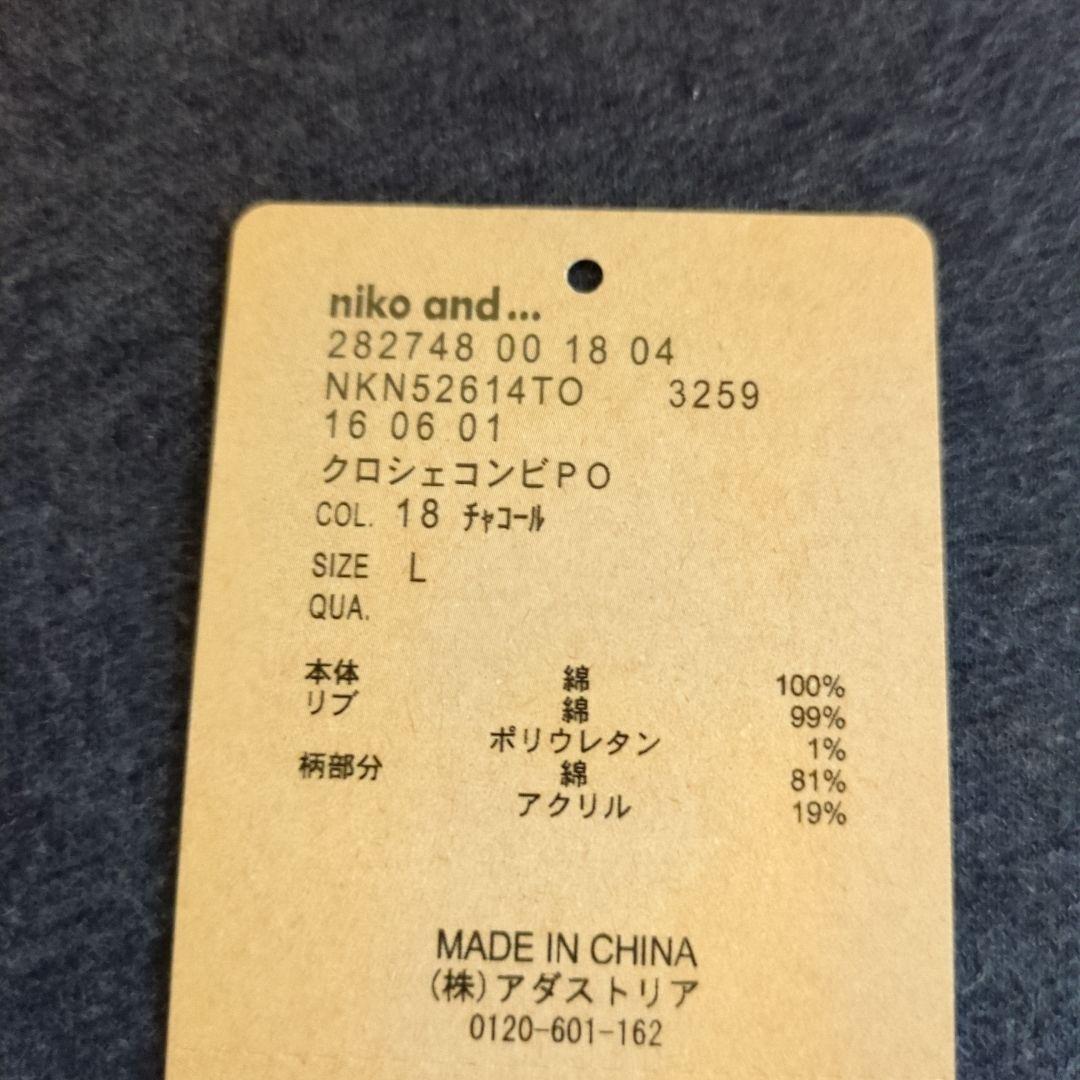 niko and...
282748 00 18 04
NKN52614TO 3259
16 06 01
クロシェコンビPO
COL. 18 ﾁｬｺｰﾙ
SIZE L
QUA.
本体 綿 100%
リブ 綿 99%
ポリウレタン 1%
柄部分 綿 81%
アクリル 19%
MADE IN CHINA
(株)アダストリア
0120-601-162